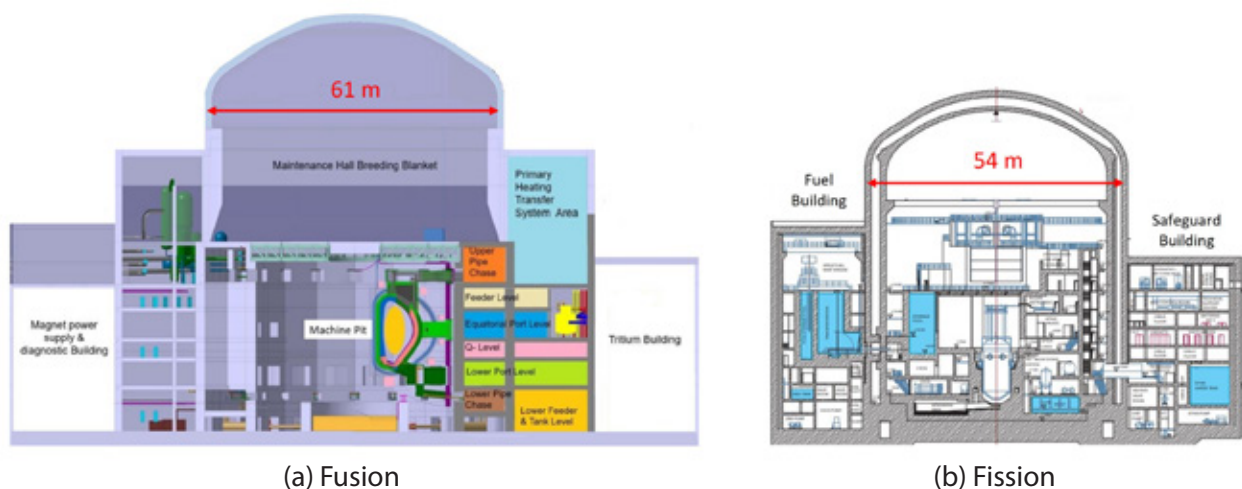 61 m
Maintenance Hall Breeding Blanket
Primary
Heating
Transfer
System Area
Upper
Pipe
Chase
Feeder Level
Equatorial Port Level
Q- Level
Lower Port Level
Lower Pipe
Chase
Lower Feeder
& Tank Level
Machine Pit
Magnet power
supply &
diagnostic Building
Tritium Building
(a) Fusion
54 m
Fuel
Building
Safeguard
Building
(b) Fission